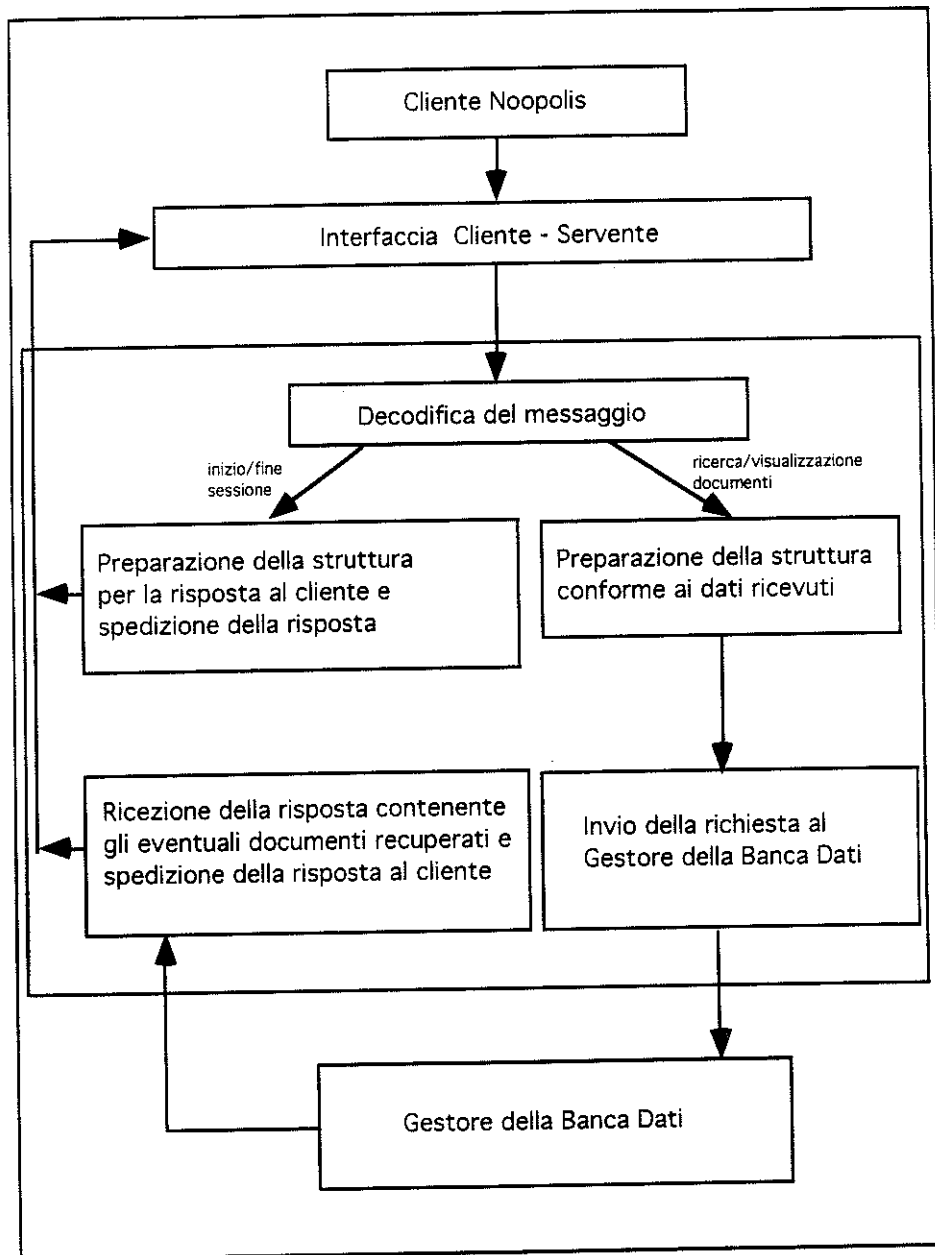 Cliente Noopolis
Interfaccia Cliente - Servente
Decodifica del messaggio
inizio/fine
sessione
ricerca/visualizzazione
documenti
Preparazione della struttura
per la risposta al cliente e
spedizione della risposta
Preparazione della struttura
conforme ai dati ricevuti
Ricezione della risposta contenente
gli eventuali documenti recuperati e
spedizione della risposta al cliente
Invio della richiesta al
Gestore della Banca Dati
Gestore della Banca Dati